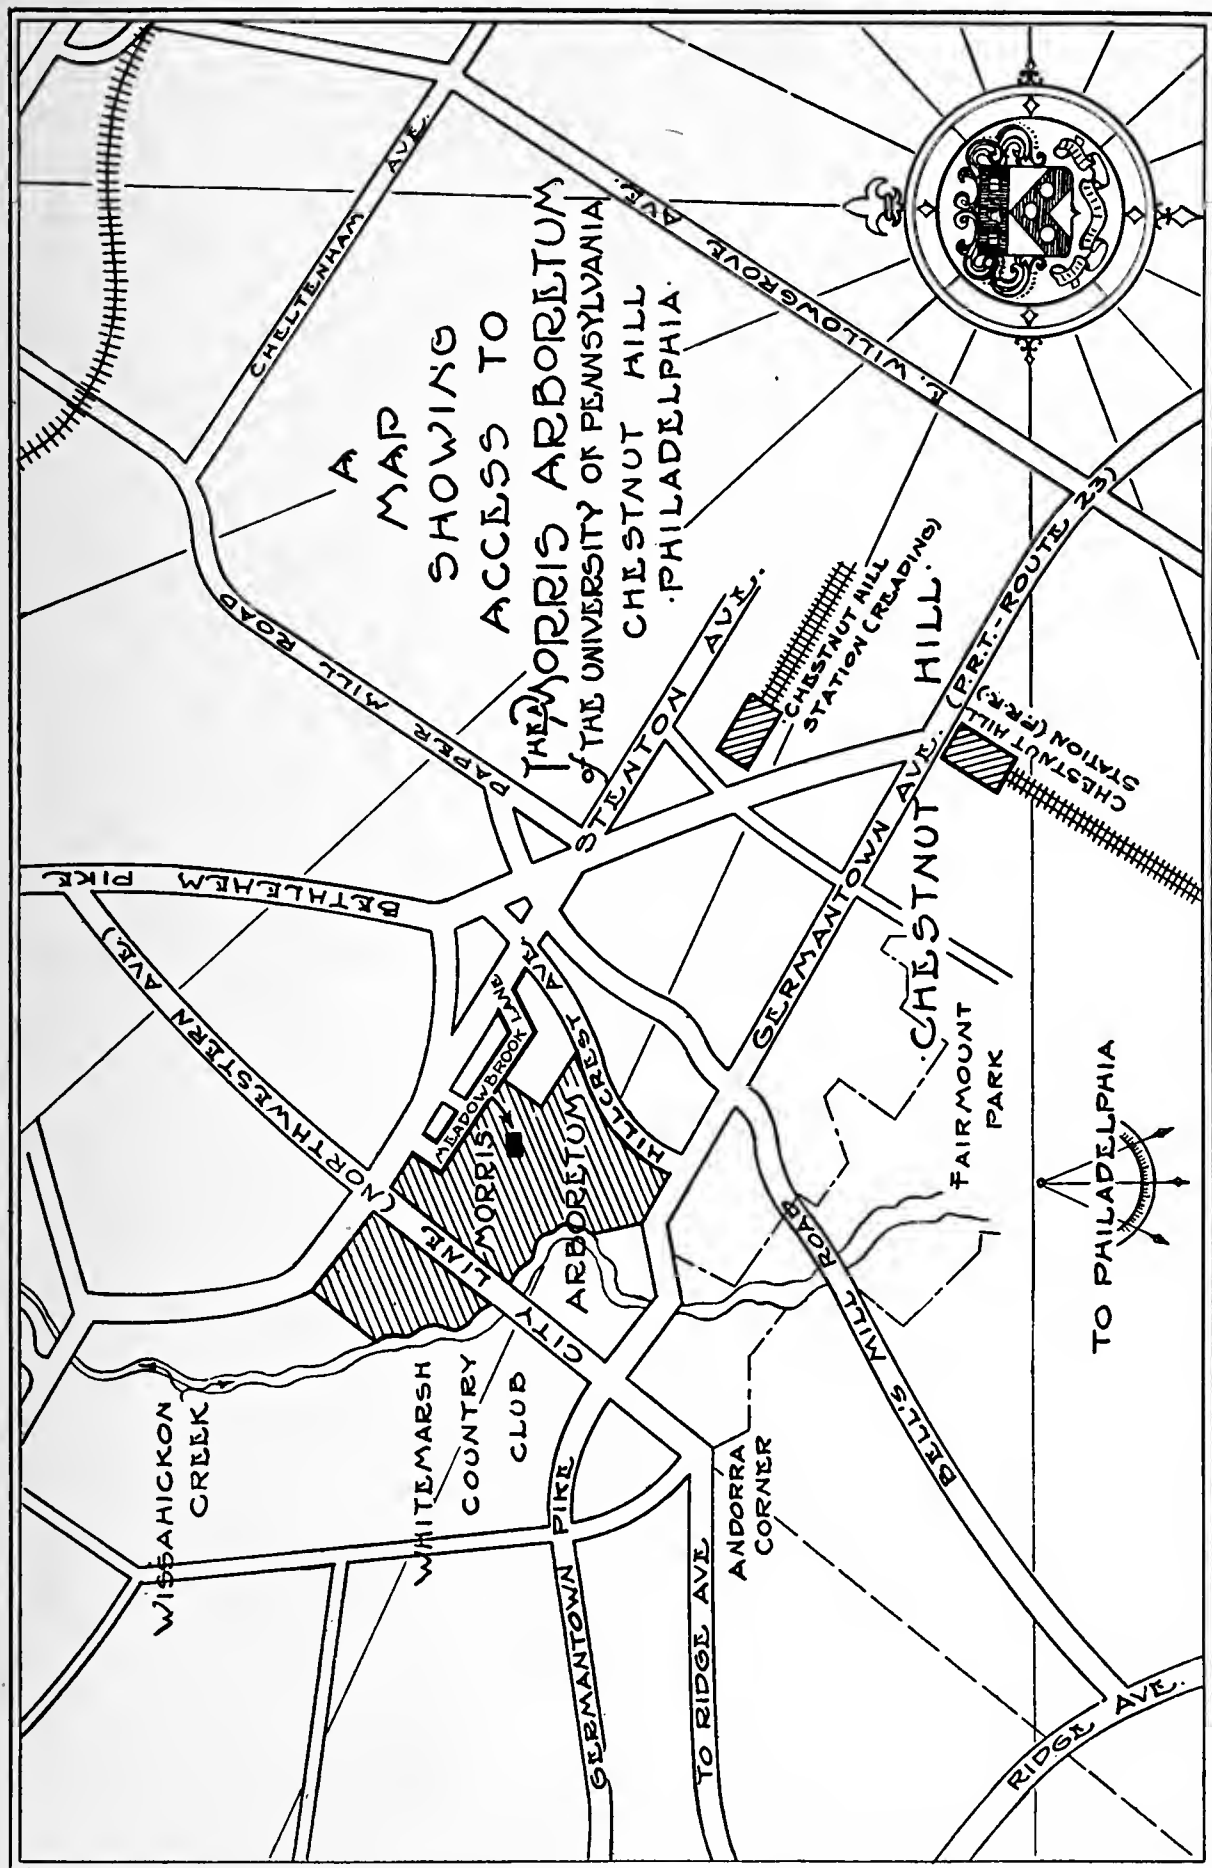 A
MAP
SHOWING
ACCESS TO
THE MORRIS ARBORETUM
of THE UNIVERSITY OF PENNSYLVANIA
CHESTNUT HILL
·PHILADELPHIA·
WISSAHICKON
CREEK
WHITEMARSH
COUNTRY
CLUB
GERMANTOWN PIKE
TO RIDGE AVE
ANDORRA
CORNER
RIDGE AVE.
BELL'S MILL ROAD
CITY LINE
(NORTHWESTERN AVE.)
BETHLEHEM PIKE
MEADOWBROOK LANE
MORRIS
ARBORETUM
HILLCREST AVE
PAPER MILL ROAD
CHELTENHAM AVE.
STENTON AVE.
E. WILLOWGROVE AVE.
·CHESTNUT HILL
STATION (READING)
GERMANTOWN AVE. (P.R.T.-ROUTE 23)
·CHESTNUT HILL·
CHESTNUT HILL
STATION (P.R.R.)
FAIRMOUNT
PARK
TO PHILADELPHIA